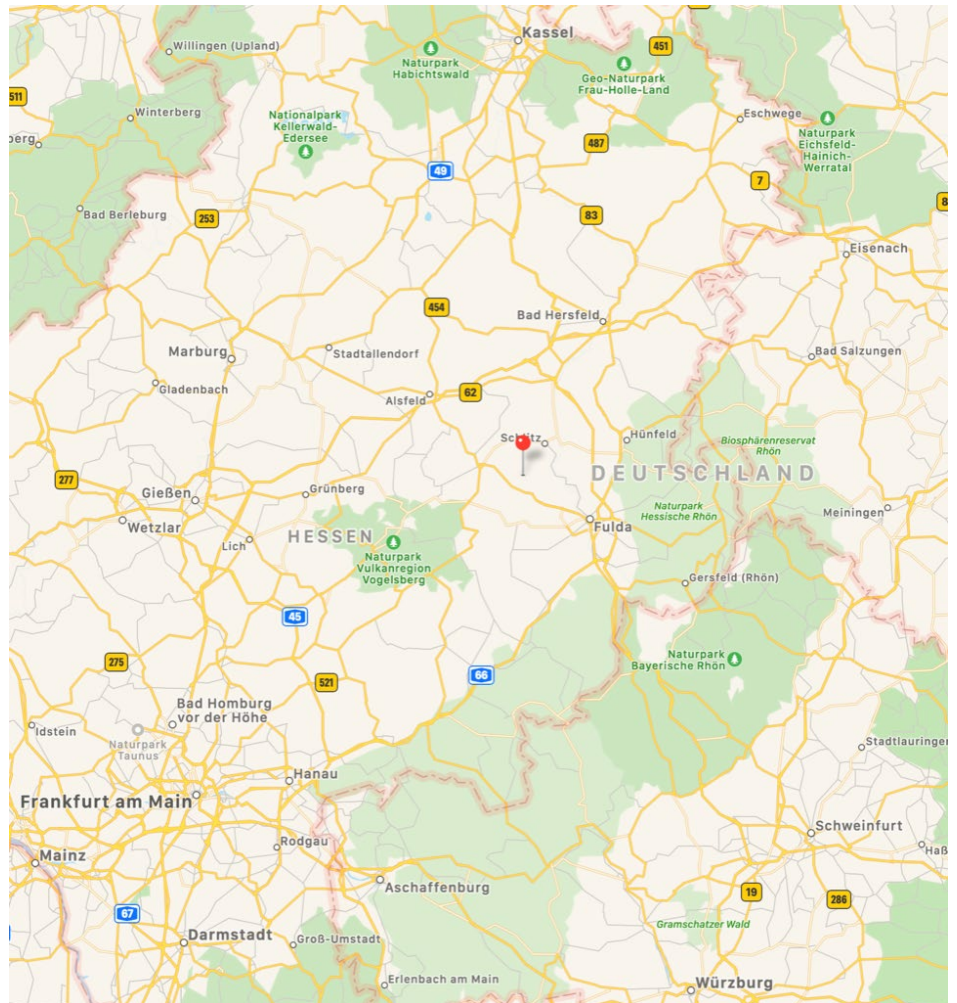 Kassel
Willingen (Upland)
451
Naturpark
Habichtswald
Geo-Naturpark
Frau-Holle-Land
511
Winterberg
Nationalpark
Kellerwald-
Edersee
Eschwege
Naturpark
Eichsfeld-
Hainich-
Werratal
berg
487
49
7
Bad Berleburg
253
83
8
Eisenach
454
Bad Hersfeld
Marburg
Stadtallendorf
Bad Salzungen
Gladenbach
62
Alsfeld
Hünfeld
Biosphärenreservat
Rhön
277
DEUTSCHLAND
Gießen
Grünberg
Naturpark
Hessische Rhön
Meiningen
Wetzlar
Fulda
Lich
HESSEN
Naturpark
Vulkanregion
Vogelsberg
Gersfeld (Rhön)
45
275
66
Naturpark
Bayerische Rhön
521
Bad Homburg
vor der Höhe
Idstein
Naturpark
Taunus
Stadtlauringen
Hanau
Frankfurt am Main
Schweinfurt
Rodgau
Haß
Mainz
Aschaffenburg
67
19
286
Gramschatzer Wald
Darmstadt
Groß-Umstadt
Erlenbach am Main
Würzburg